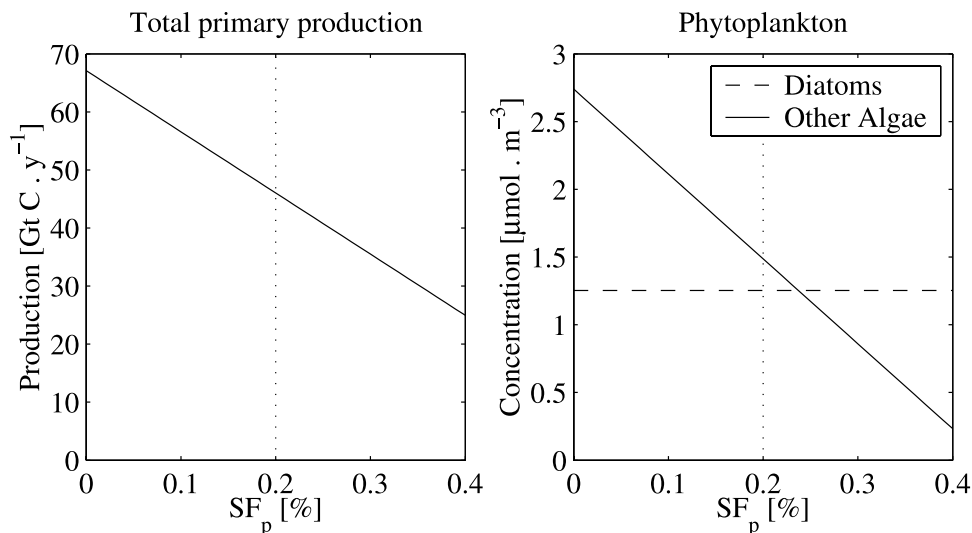 Total primary production
Production [Gt C . y⁻¹]
70
60
50
40
30
20
10
0
0 0.1 0.2 0.3 0.4
SFₚ [%]
Phytoplankton
Concentration [μmol . m⁻³]
3
2.5
2
1.5
1
0.5
0
Diatoms
Other Algae
0 0.1 0.2 0.3 0.4
SFₚ [%]